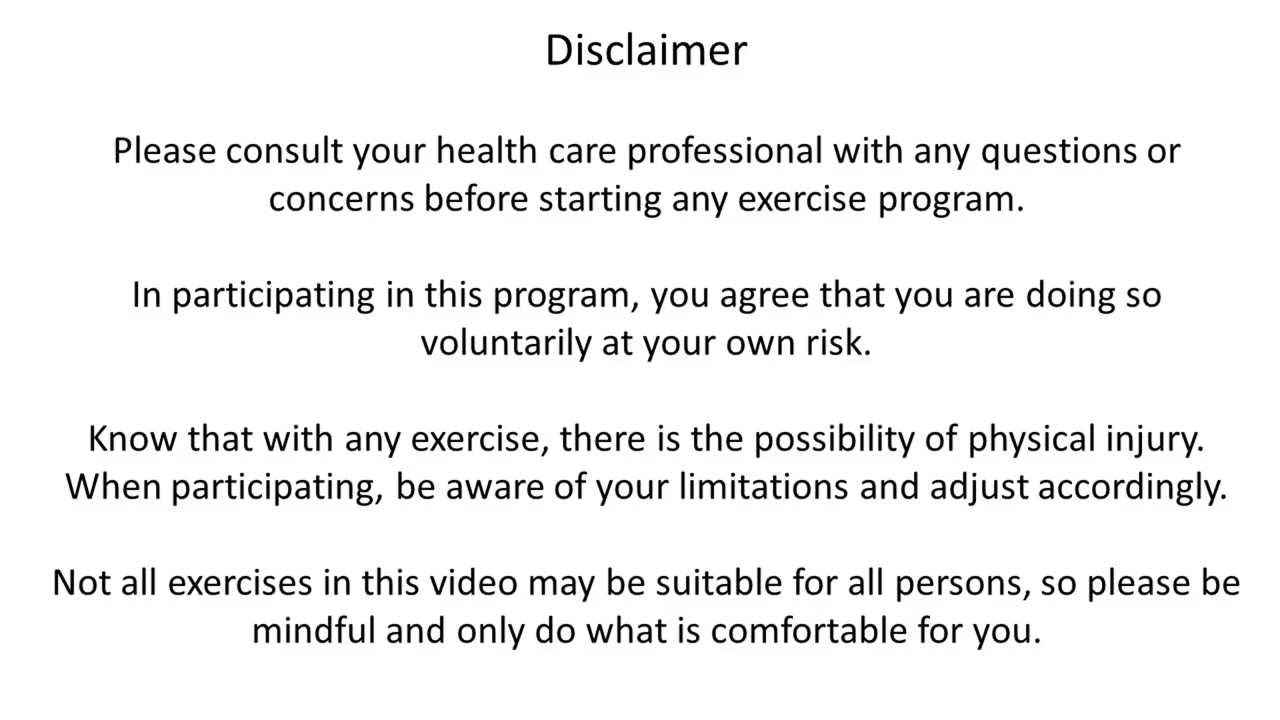 Disclaimer
Please consult your health care professional with any questions or
concerns before starting any exercise program.
In participating in this program, you agree that you are doing so
voluntarily at your own risk.
Know that with any exercise, there is the possibility of physical injury.
When participating, be aware of your limitations and adjust accordingly.
Not all exercises in this video may be suitable for all persons, so please be
mindful and only do what is comfortable for you.